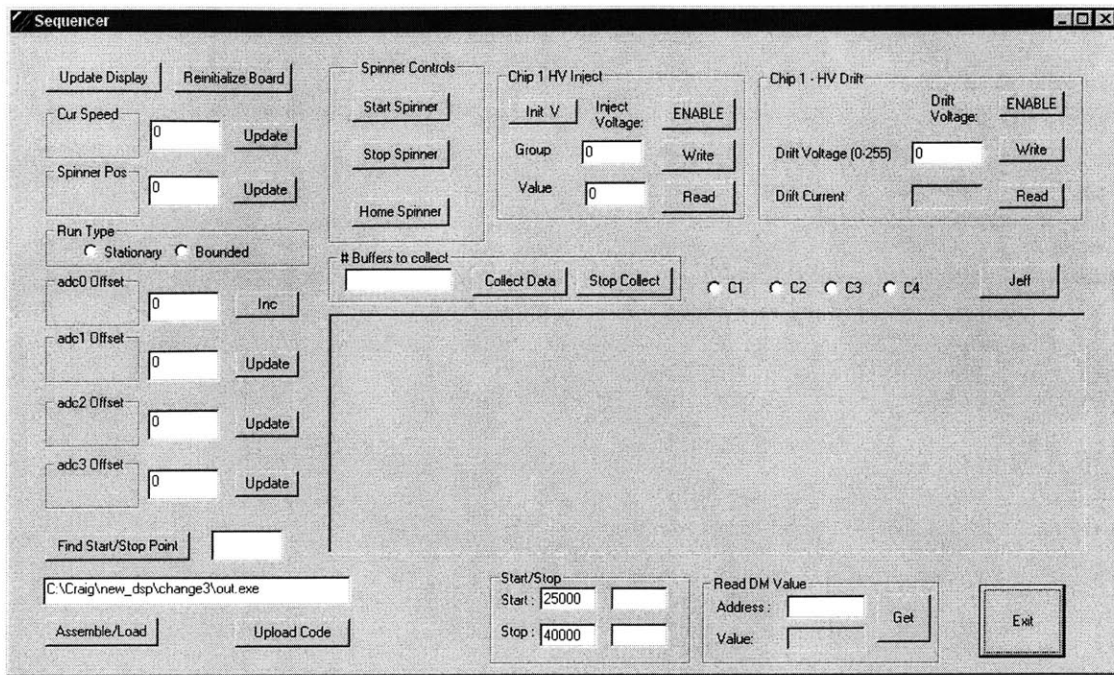 Sequencer
Update Display
Reinitialize Board
Cur Speed
0
Update
Spinner Pos
0
Update
Run Type
Stationary
Bounded
adc0 Offset
0
Inc
adc1 Offset
0
Update
adc2 Offset
0
Update
adc3 Offset
0
Update
Find Start/Stop Point
C:\Craig\new_dsp\change3\out.exe
Assemble/Load
Upload Code
Spinner Controls
Start Spinner
Stop Spinner
Home Spinner
Chip 1 HV Inject
Init V
Inject
Voltage:
ENABLE
Group
0
Write
Value
0
Read
Chip 1 - HV Drift
Drift
Voltage:
ENABLE
Drift Voltage (0-255)
0
Write
Drift Current
Read
# Buffers to collect
Collect Data
Stop Collect
C1
C2
C3
C4
Jeff
Start/Stop
Start : 25000
Stop : 40000
Read DM Value
Address :
Get
Value:
Exit